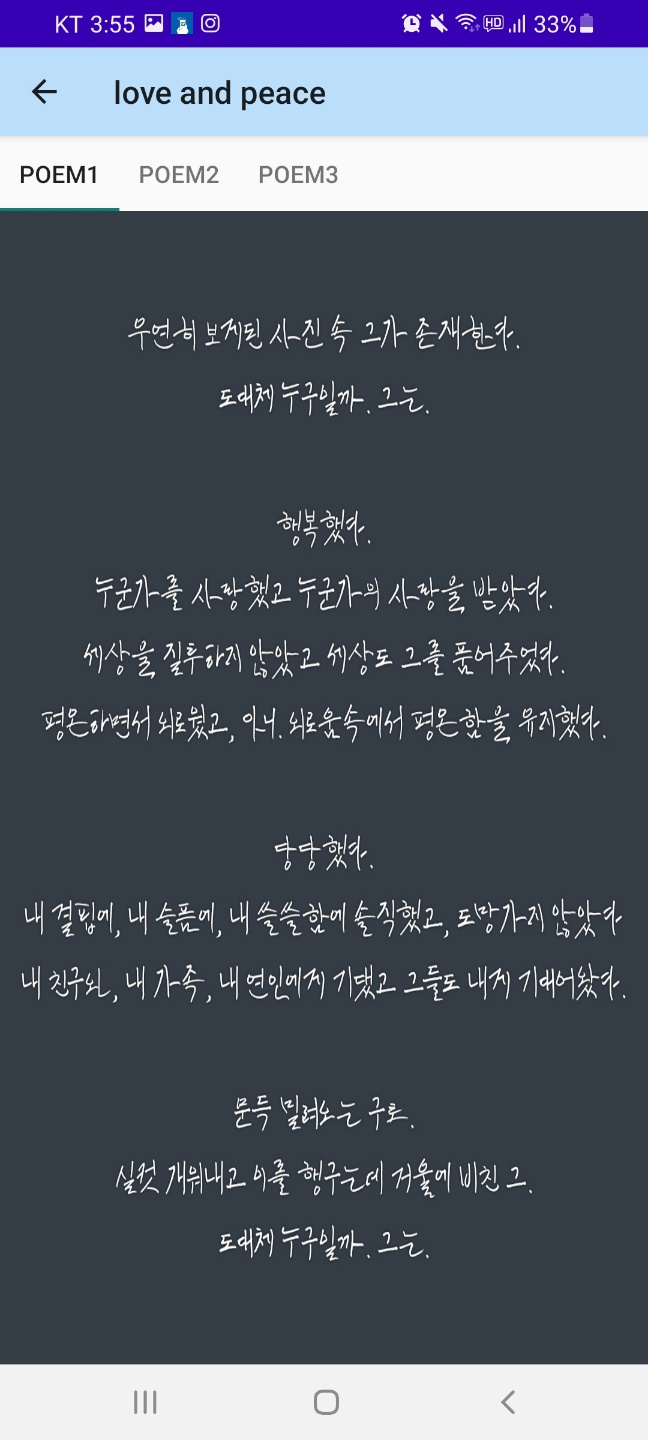 KT 3:55 HD 33%
love and peace
POEM1 POEM2 POEM3
우연히 보게된 사진 속 그가 존재한다.
도대체 누구일까. 그는.
행복했다.
누군가를 사랑했고 누군가의 사랑을 받았다.
세상을 질투하지 않았고 세상도 그를 품어주었다.
평온하면서 외로웠고, 아니. 외로움속에서 평온함을 유지했다.
당당했다.
내 결핍에, 내 슬픔에, 내 쓸쓸함에 솔직했고, 도망가지 않았다
내 친구와, 내 가족, 내 연인에게 기댔고 그들도 내게 기대어왔다.
문득 밀려오는 구토.
실컷 게워내고 이를 헹구는데 거울에 비친 그.
도대체 누구일까. 그는.